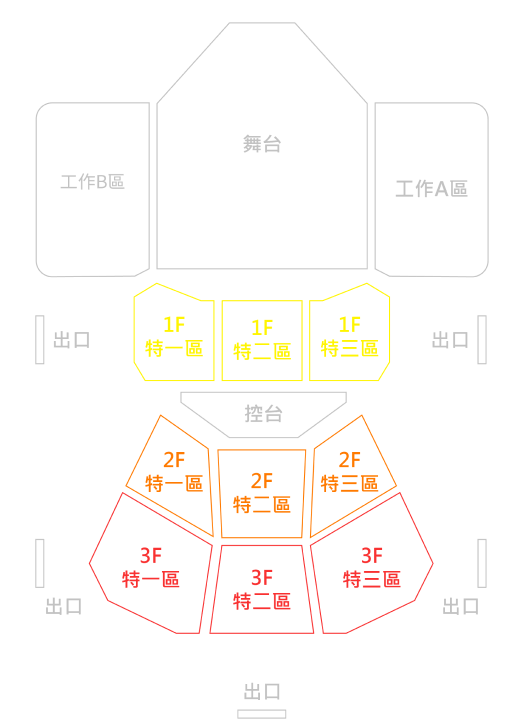 舞台
工作B區
工作A區
1F
特一區
1F
特二區
1F
特三區
出口
出口
控台
2F
特一區
2F
特二區
2F
特三區
3F
特一區
3F
特二區
3F
特三區
出口
出口
出口